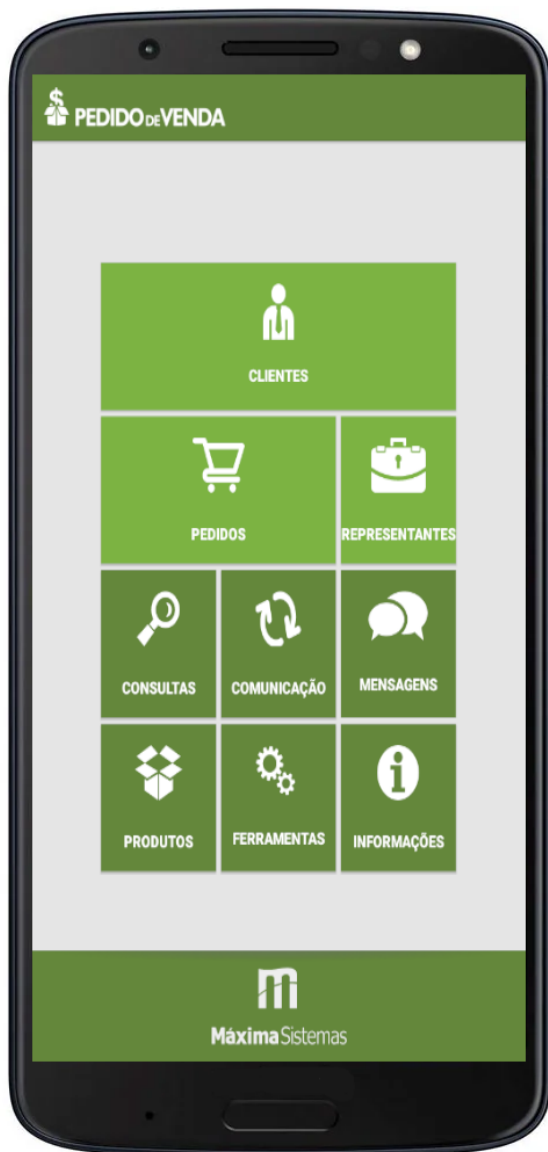 PEDIDO DE VENDA
CLIENTES
PEDIDOS
REPRESENTANTES
CONSULTAS
COMUNICAÇÃO
MENSAGENS
PRODUTOS
FERRAMENTAS
INFORMAÇÕES
Máxima Sistemas